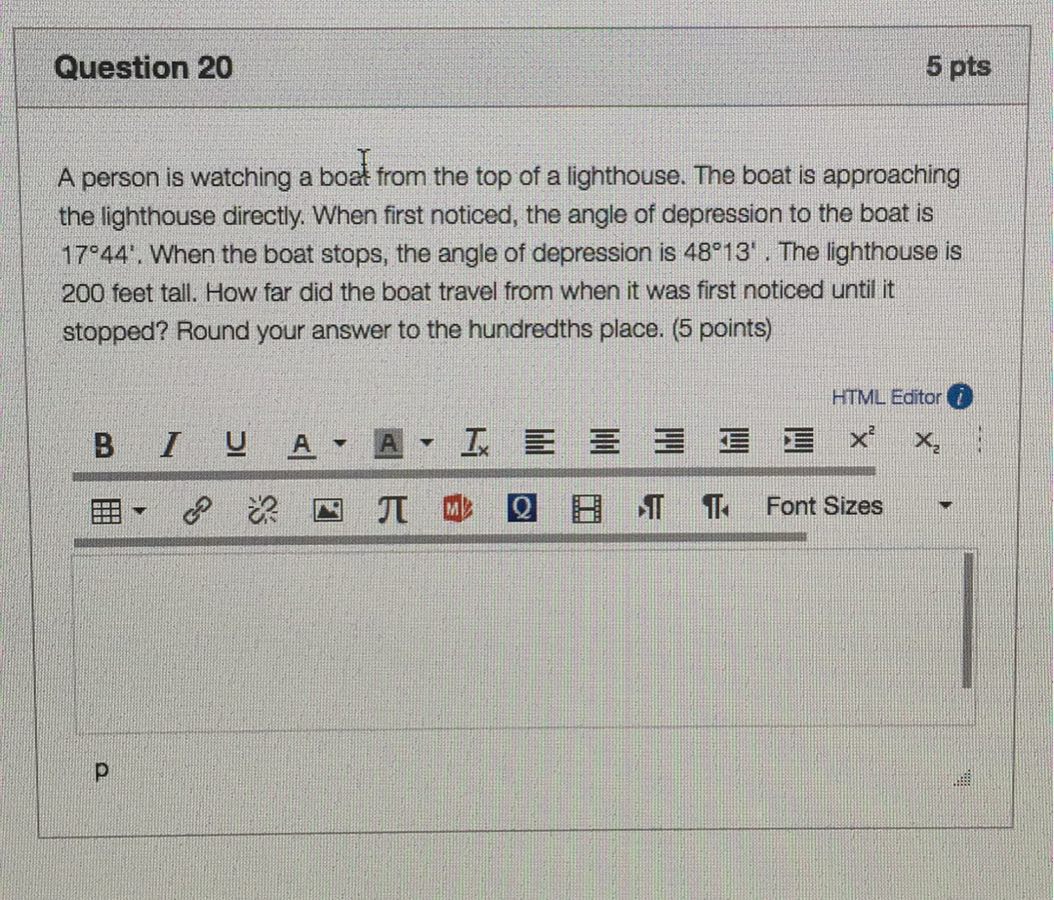 Question 20
5 pts
A person is watching a boat from the top of a lighthouse. The boat is approaching
the lighthouse directly. When first noticed, the angle of depression to the boat is
17°44'. When the boat stops, the angle of depression is 48°13' . The lighthouse is
200 feet tall. How far did the boat travel from when it was first noticed until it
stopped? Round your answer to the hundredths place. (5 points)
HTML Editor
B I U A A Tx x² x₂
π M Q ¶ ¶ Font Sizes
p